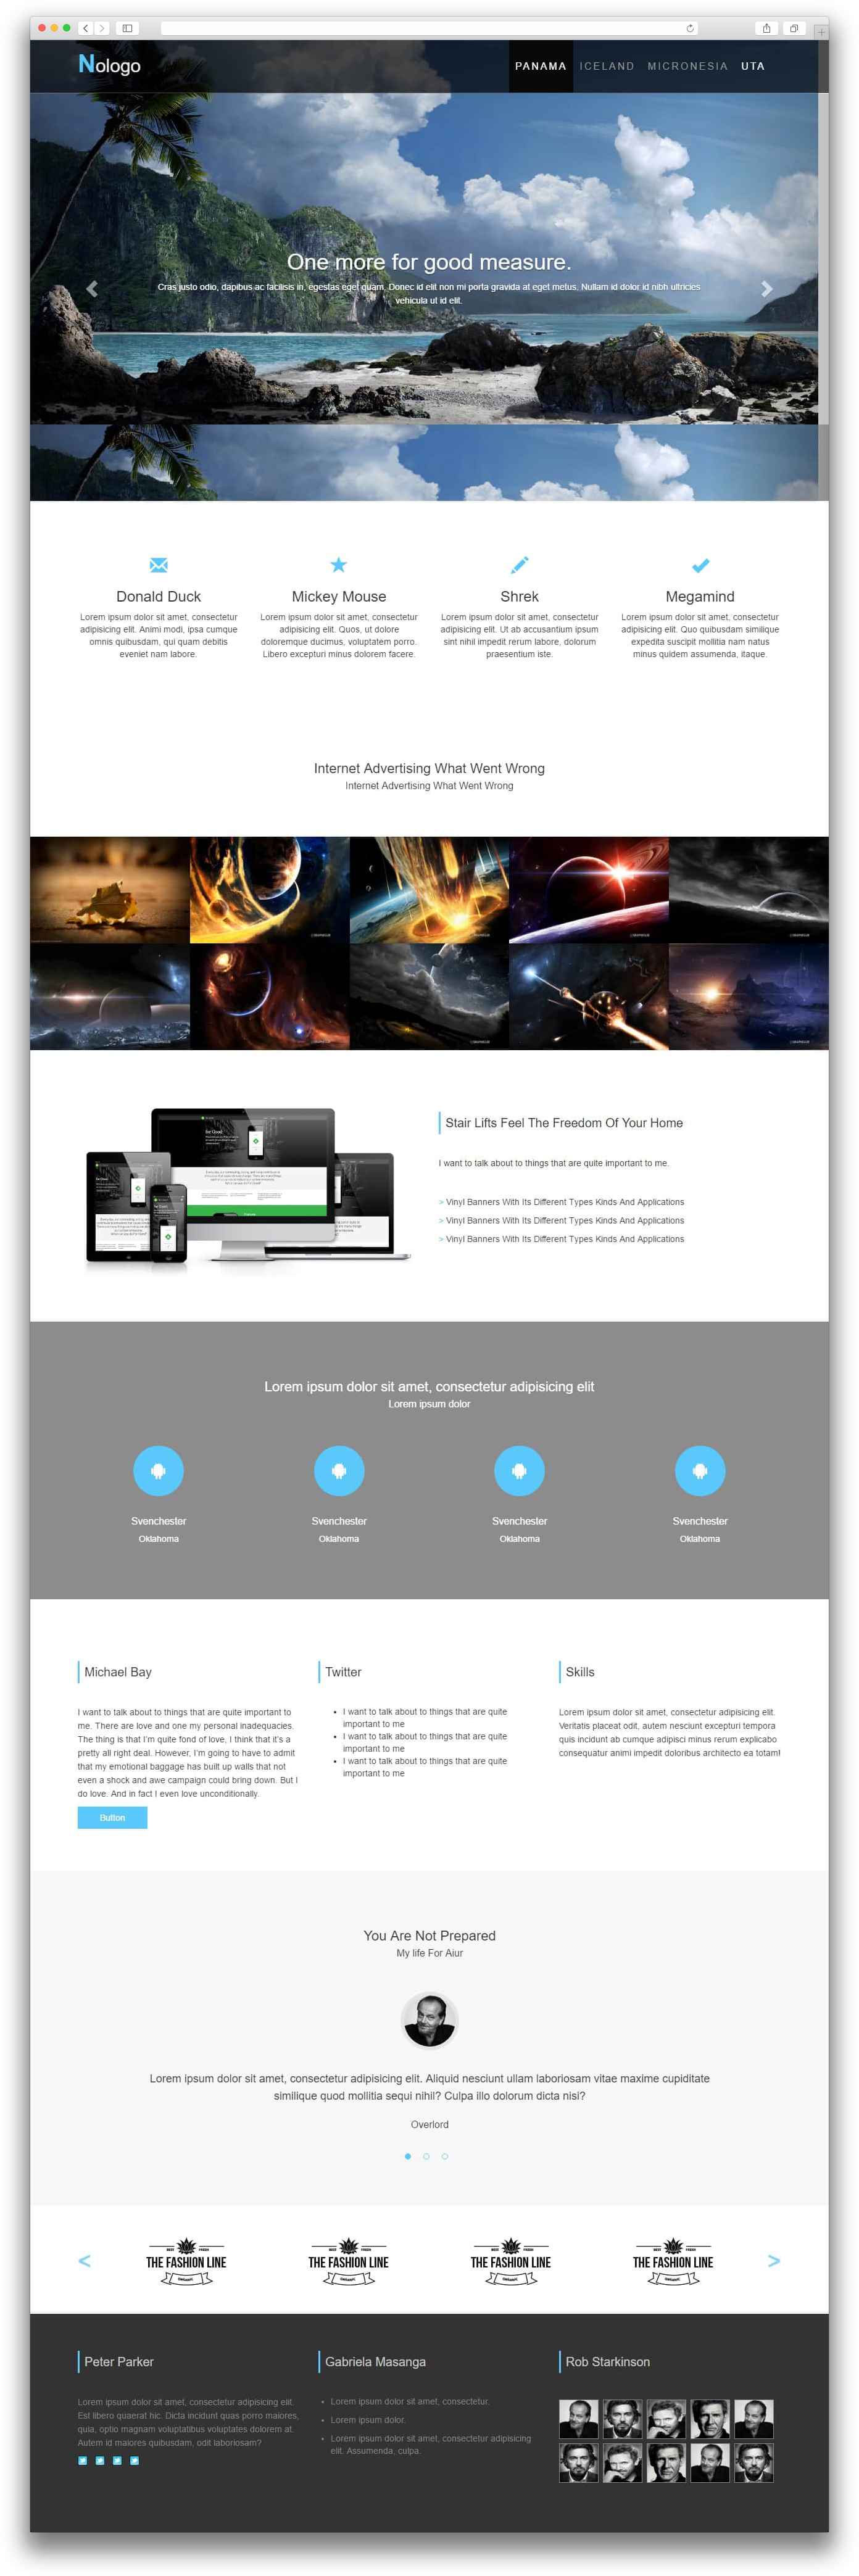 Nologo
PANAMA ICELAND MICRONESIA UTA
One more for good measure.
Cras justo odio, dapibus ac facilisis in, egestas eget quam. Donec id elit non mi porta gravida at eget metus. Nullam id dolor id nibh ultricies
vehicula ut id elit.
Donald Duck
Lorem ipsum dolor sit amet, consectetur
adipisicing elit. Animi modi, ipsa cumque
omnis quibusdam, qui quam debitis
eveniet nam labore.
Mickey Mouse
Lorem ipsum dolor sit amet, consectetur
adipisicing elit. Quos, ut dolore
doloremque ducimus, voluptatem porro.
Libero excepturi minus dolorem facere.
Shrek
Lorem ipsum dolor sit amet, consectetur
adipisicing elit. Ut ab accusantium ipsum
sint nihil impedit rerum labore, dolorum
praesentium iste.
Megamind
Lorem ipsum dolor sit amet, consectetur
adipisicing elit. Quo quibusdam similique
expedita suscipit mollitia nam natus
minus quidem assumenda, itaque.
Internet Advertising What Went Wrong
Internet Advertising What Went Wrong
Stair Lifts Feel The Freedom Of Your Home
I want to talk about to things that are quite important to me.
> Vinyl Banners With Its Different Types Kinds And Applications
> Vinyl Banners With Its Different Types Kinds And Applications
> Vinyl Banners With Its Different Types Kinds And Applications
Lorem ipsum dolor sit amet, consectetur adipisicing elit
Lorem ipsum dolor
Svenchester
Oklahoma
Svenchester
Oklahoma
Svenchester
Oklahoma
Svenchester
Oklahoma
Michael Bay
I want to talk about to things that are quite important to
me. There are love and one my personal inadequacies.
The thing is that I'm quite fond of love, I think that it's a
pretty all right deal. However, I'm going to have to admit
that my emotional baggage has built up walls that not
even a shock and awe campaign could bring down. But I
do love. And in fact I even love unconditionally.
Button
Twitter
• I want to talk about to things that are quite
important to me
• I want to talk about to things that are quite
important to me
• I want to talk about to things that are quite
important to me
Skills
Lorem ipsum dolor sit amet, consectetur adipisicing elit.
Veritatis placeat odit, autem nesciunt excepturi tempora
quis incidunt ab cumque adipisci minus rerum explicabo
consequatur animi impedit doloribus architecto ea totam!
You Are Not Prepared
My life For Aiur
Lorem ipsum dolor sit amet, consectetur adipisicing elit. Aliquid nesciunt ullam laboriosam vitae maxime cupiditate
similique quod mollitia sequi nihil? Culpa illo dolorum dicta nisi?
Overlord
<
BEST FRESH
THE FASHION LINE
ORGANIC
BEST FRESH
THE FASHION LINE
ORGANIC
BEST FRESH
THE FASHION LINE
ORGANIC
BEST FRESH
THE FASHION LINE
ORGANIC
>
Peter Parker
Lorem ipsum dolor sit amet, consectetur adipisicing elit.
Est libero quaerat hic. Dicta incidunt quas porro maiores,
quia, optio magnam voluptatibus voluptates dolorem at.
Autem id maiores quibusdam, odit laboriosam?
Gabriela Masanga
• Lorem ipsum dolor sit amet, consectetur.
• Lorem ipsum dolor.
• Lorem ipsum dolor sit amet, consectetur adipisicing
elit. Assumenda, culpa.
Rob Starkinson